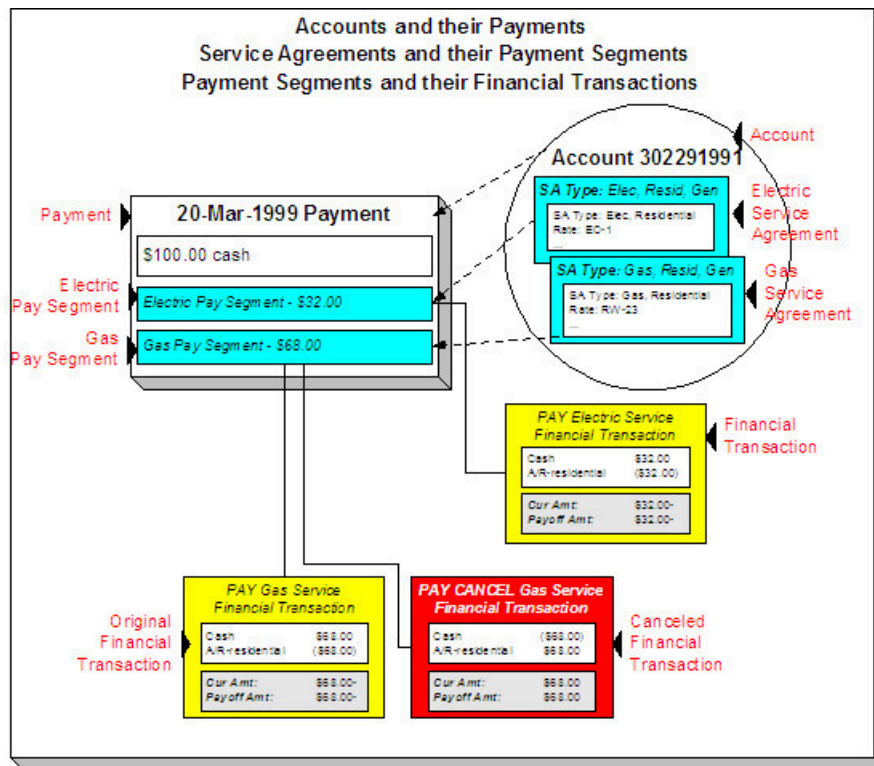 Accounts and their Payments
Service Agreements and their Payment Segments
Payment Segments and their Financial Transactions
Account
Account 302291991
SA Type: Elec, Resid, Gen
SA Type: Elec, Residential
Rate: EC-1
...
Electric
Service
Agreement
SA Type: Gas, Resid, Gen
SA Type: Gas, Residential
Rate: RW-23
...
Gas
Service
Agreement
Payment
20-Mar-1999 Payment
$100.00 cash
Electric
Pay Segment
Electric Pay Segment - $32.00
Gas
Pay Segment
Gas Pay Segment - $68.00
PAY Electric Service
Financial Transaction
Cash $32.00
A/R-residential ($32.00)
Cur Amt: $32.00-
Payoff Amt: $32.00-
Financial
Transaction
Original
Financial
Transaction
PAY Gas Service
Financial Transaction
Cash $68.00
A/R-residential ($68.00)
Cur Amt: $68.00-
Payoff Amt: $68.00-
PAY CANCEL Gas Service
Financial Transaction
Cash ($68.00)
A/R-residential $68.00
Cur Amt: $68.00
Payoff Amt: $68.00
Canceled
Financial
Transaction